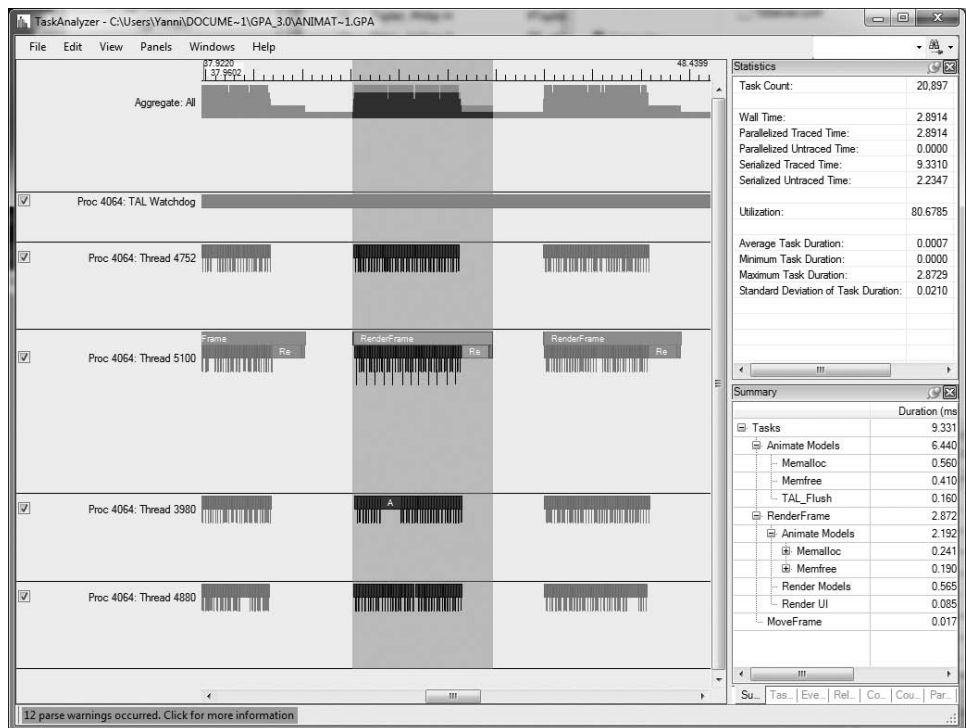 TaskAnalyzer - C:\Users\Yanni\DOCUME~1\GPA_3.0\ANIMAT~1.GPA
File Edit View Panels Windows Help
37.9220 48.4399
37.9602
Aggregate: All
Proc 4064: TAL Watchdog
Proc 4064: Thread 4752
Frame RenderFrame RenderFrame
Proc 4064: Thread 5100 Re Re Re
Proc 4064: Thread 3980 A
Proc 4064: Thread 4880
12 parse warnings occurred. Click for more information
Statistics
Task Count: 20,897
Wall Time: 2.8914
Parallelized Traced Time: 2.8914
Parallelized Untraced Time: 0.0000
Serialized Traced Time: 9.3310
Serialized Untraced Time: 2.2347
Utilization: 80.6785
Average Task Duration: 0.0007
Minimum Task Duration: 0.0000
Maximum Task Duration: 2.8729
Standard Deviation of Task Duration: 0.0210
Summary
Duration (ms
Tasks 9.331
Animate Models 6.440
Memalloc 0.560
Memfree 0.410
TAL_Flush 0.160
RenderFrame 2.872
Animate Models 2.192
Memalloc 0.241
Memfree 0.190
Render Models 0.565
Render UI 0.085
MoveFrame 0.017
Su... Tas... Eve... Rel... Co... Cou... Par...